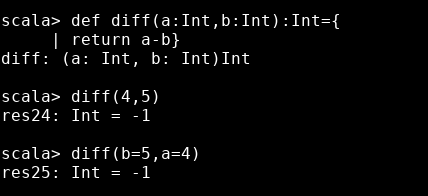 scala> def diff(a:Int,b:Int):Int={
     | return a-b}
diff: (a: Int, b: Int)Int

scala> diff(4,5)
res24: Int = -1

scala> diff(b=5,a=4)
res25: Int = -1